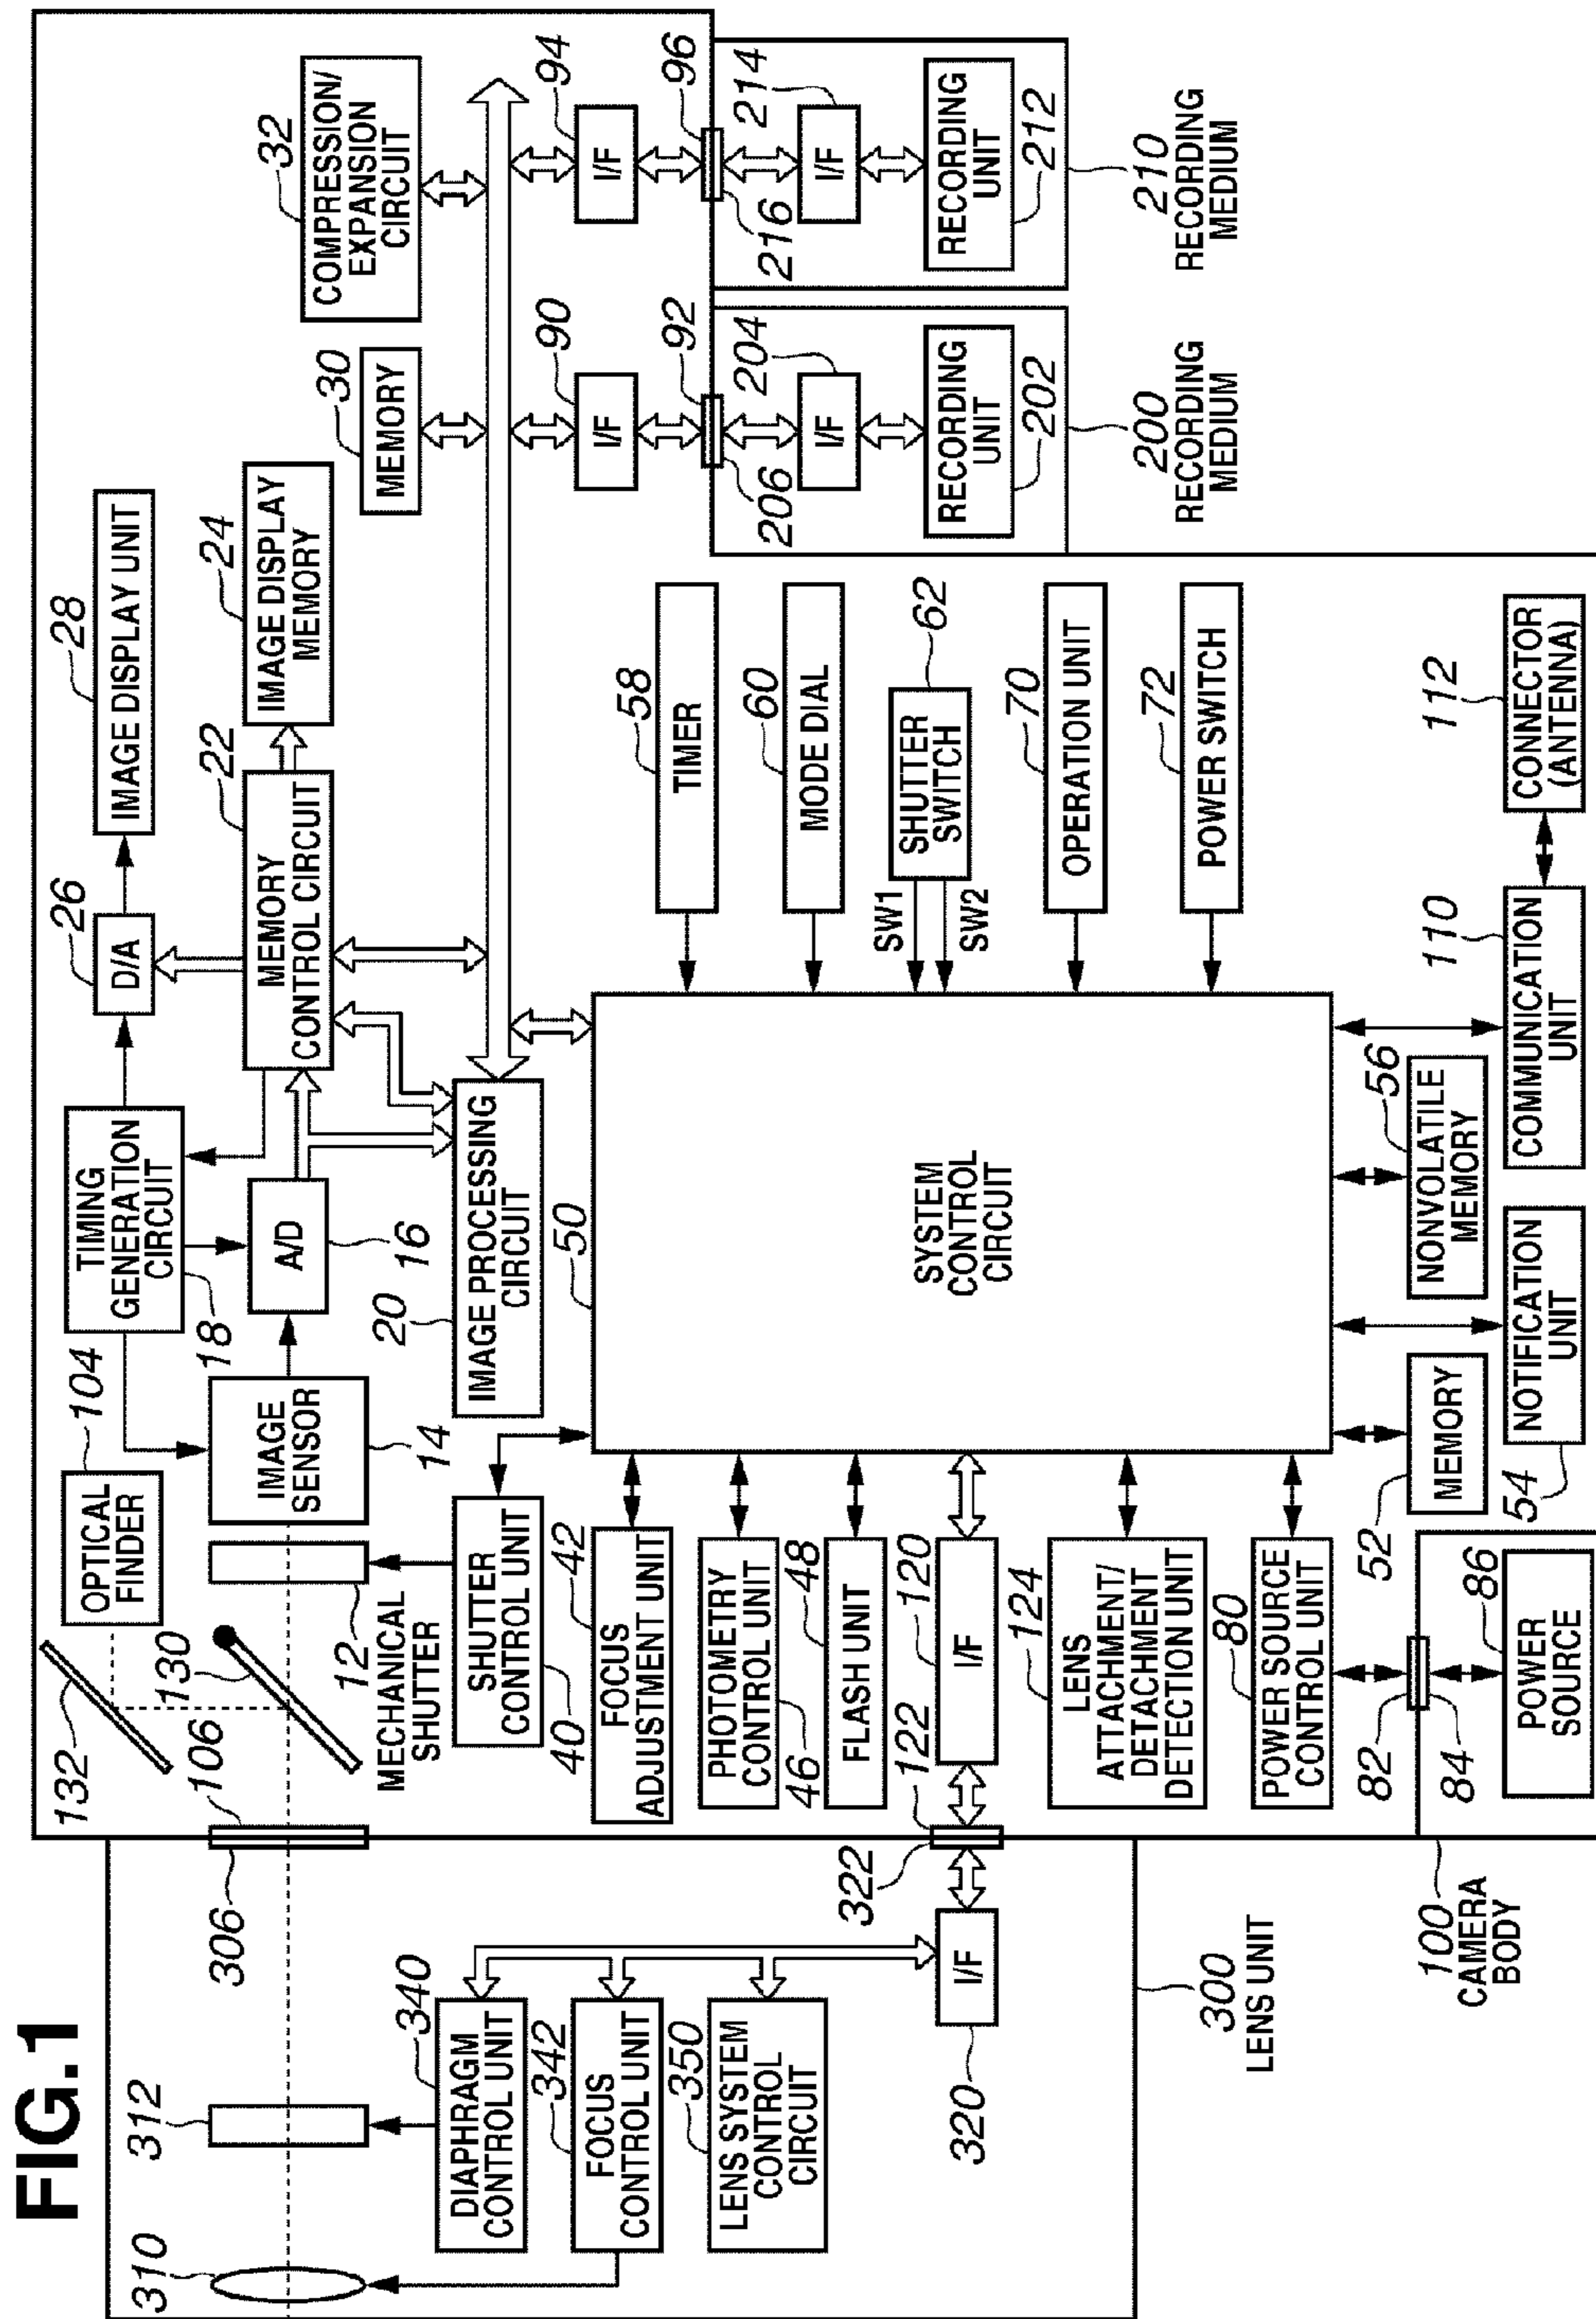 FIG.1
310
312
306
106
132
130
104
OPTICAL
FINDER
12
MECHANICAL
SHUTTER
IMAGE
SENSOR
14
18
TIMING
GENERATION
CIRCUIT
A/D
16
26
D/A
28
IMAGE DISPLAY UNIT
22
MEMORY
CONTROL CIRCUIT
24
IMAGE DISPLAY
MEMORY
20
IMAGE PROCESSING
CIRCUIT
30
MEMORY
32
COMPRESSION/
EXPANSION
CIRCUIT
340
DIAPHRAGM
CONTROL UNIT
342
FOCUS
CONTROL UNIT
350
LENS SYSTEM
CONTROL
CIRCUIT
I/F
320
322
122
300
LENS UNIT
SHUTTER
CONTROL UNIT
40
42
FOCUS
ADJUSTMENT UNIT
PHOTOMETRY
CONTROL UNIT
46
48
FLASH UNIT
120
I/F
124
LENS
ATTACHMENT/
DETACHMENT
DETECTION UNIT
80
POWER SOURCE
CONTROL UNIT
82
84
86
POWER
SOURCE
100
CAMERA
BODY
50
SYSTEM
CONTROL
CIRCUIT
52
MEMORY
54
NOTIFICATION
UNIT
56
NONVOLATILE
MEMORY
110
COMMUNICATION
UNIT
112
CONNECTOR
(ANTENNA)
58
TIMER
60
MODE DIAL
62
SHUTTER
SWITCH
SW1
SW2
70
OPERATION UNIT
72
POWER SWITCH
90
I/F
92
206
204
I/F
RECORDING
UNIT
202
200
RECORDING
MEDIUM
94
I/F
96
216
214
I/F
RECORDING
UNIT
212
210
RECORDING
MEDIUM